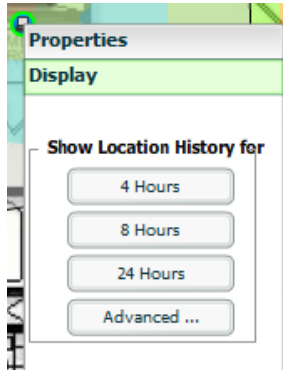 Properties
Display
Show Location History for
4 Hours
8 Hours
24 Hours
Advanced ...